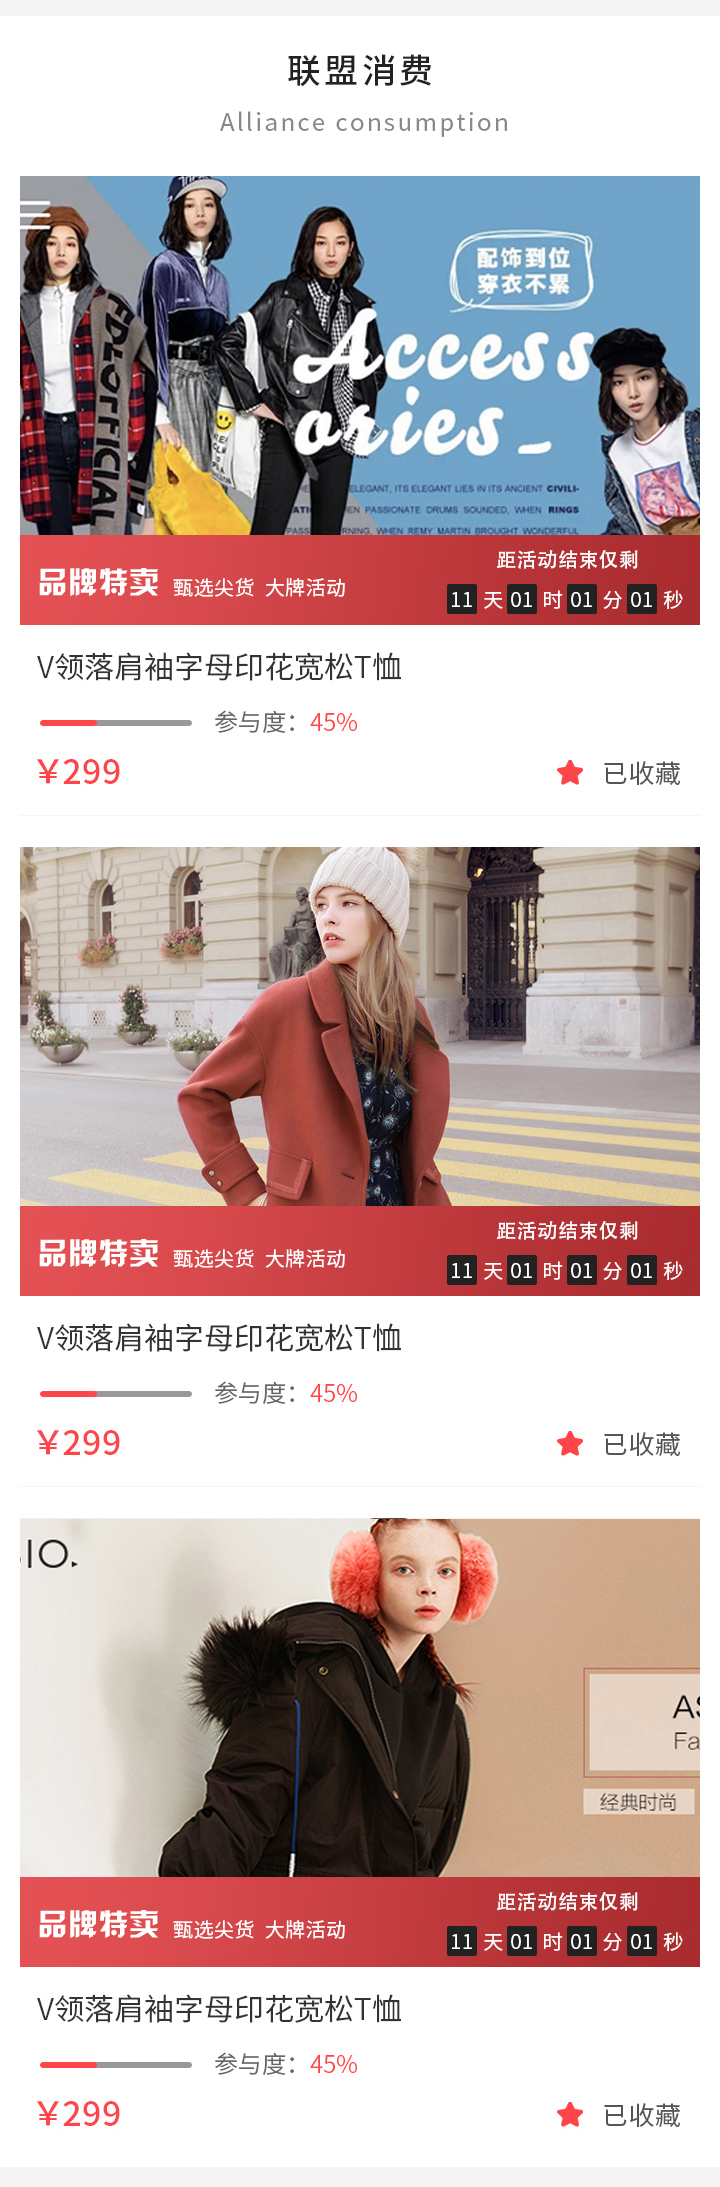 联盟消费
Alliance consumption
配饰到位
穿衣不累
Access
ories_
ELEGANT, ITS ELEGANT LIES IN ITS ANCIENT CIVILI-
EN PASSIONATE DRUMS SOUNDED, WHEN RINGS
RNING, WHEN REMY MARTIN BROUGHT WONDERFUL
OFFICIAL
品牌特卖 甄选尖货 大牌活动
距活动结束仅剩
11 天 01 时 01 分 01 秒
V领落肩袖字母印花宽松T恤
参与度：45%
¥299
已收藏
品牌特卖 甄选尖货 大牌活动
距活动结束仅剩
11 天 01 时 01 分 01 秒
V领落肩袖字母印花宽松T恤
参与度：45%
¥299
已收藏
IO.
AS
Fa
经典时尚
品牌特卖 甄选尖货 大牌活动
距活动结束仅剩
11 天 01 时 01 分 01 秒
V领落肩袖字母印花宽松T恤
参与度：45%
¥299
已收藏